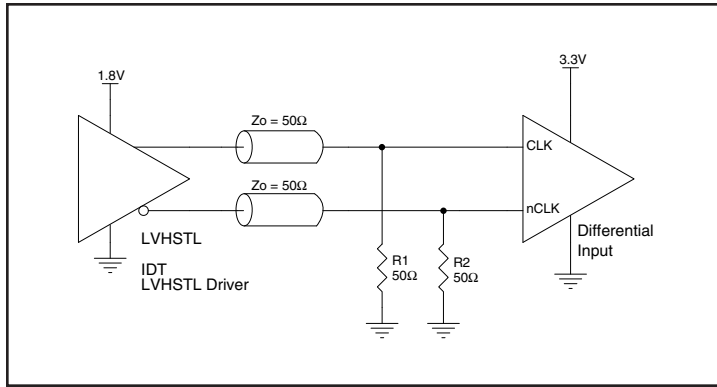 1.8V
3.3V
Zo = 50Ω
CLK
Zo = 50Ω
nCLK
LVHSTL
IDT
LVHSTL Driver
R1
50Ω
R2
50Ω
Differential
Input